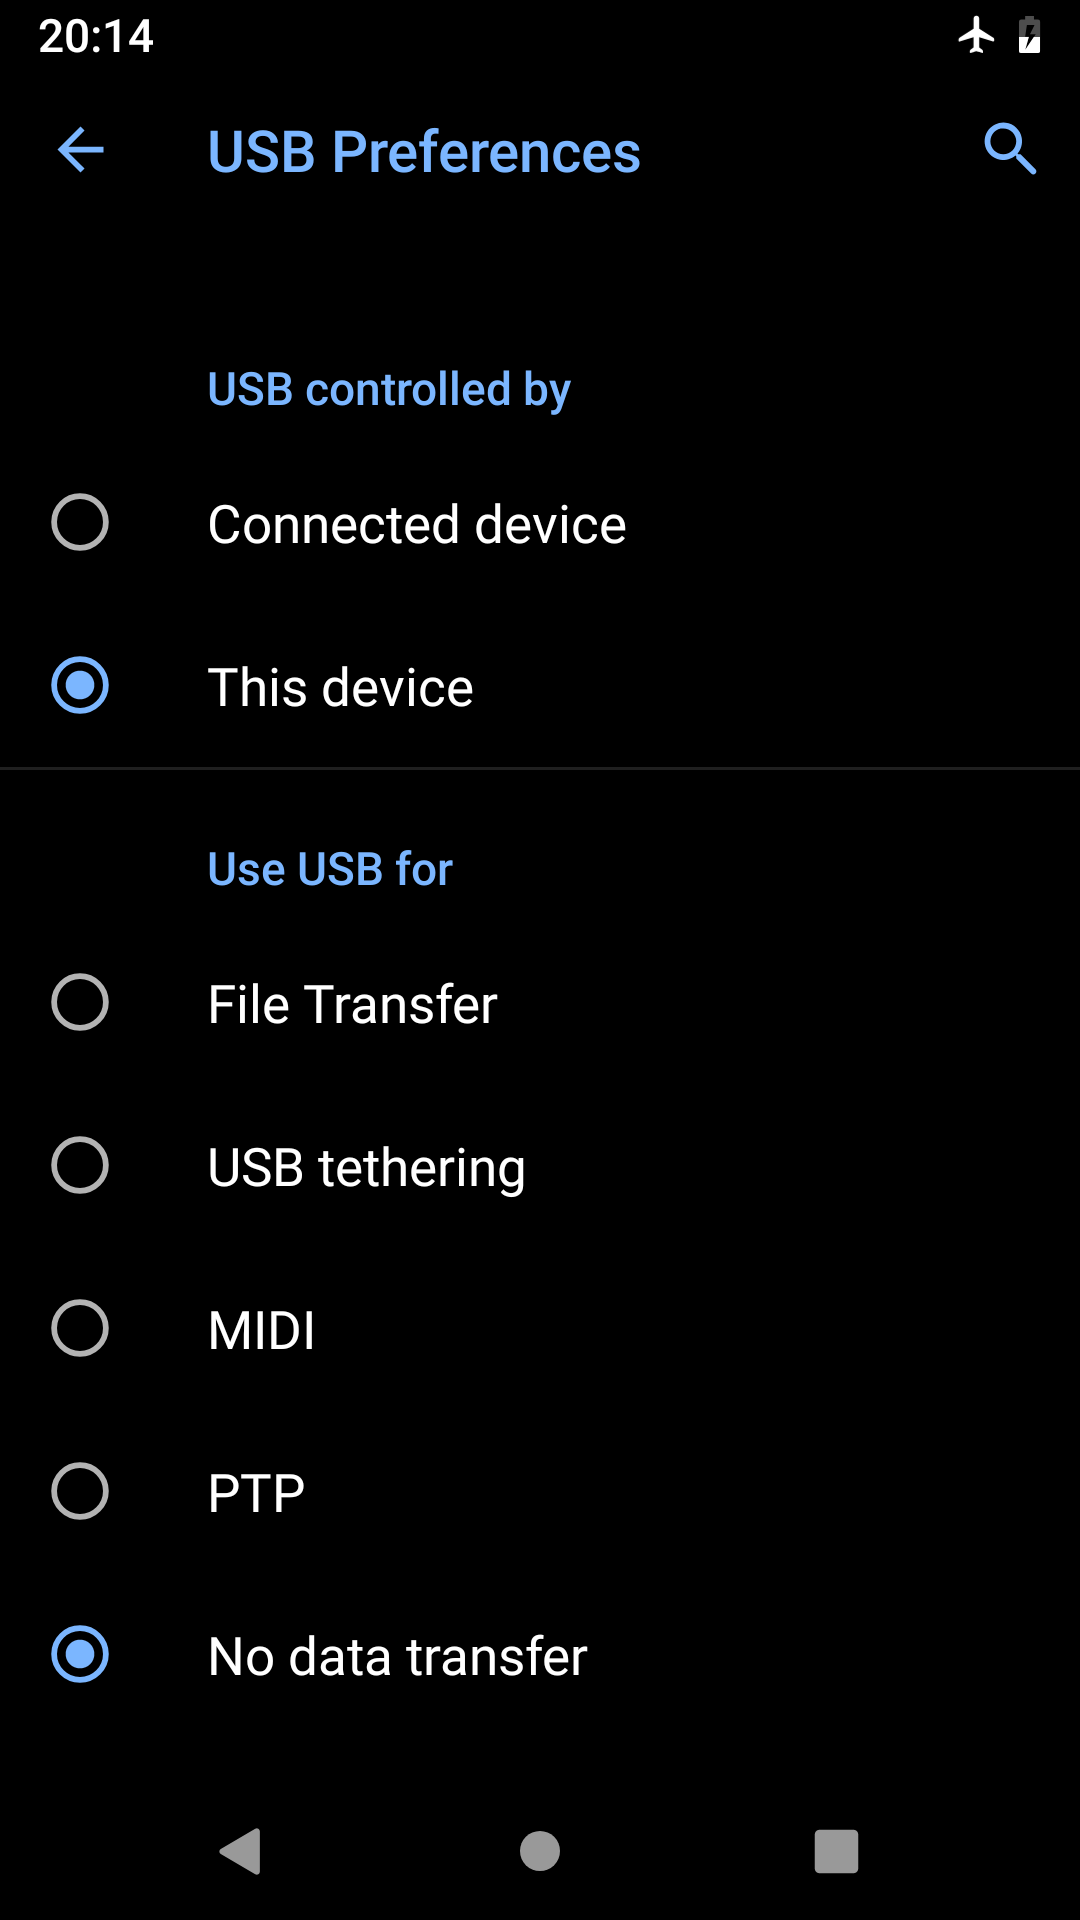 20:14
USB Preferences
USB controlled by
Connected device
This device
Use USB for
File Transfer
USB tethering
MIDI
PTP
No data transfer